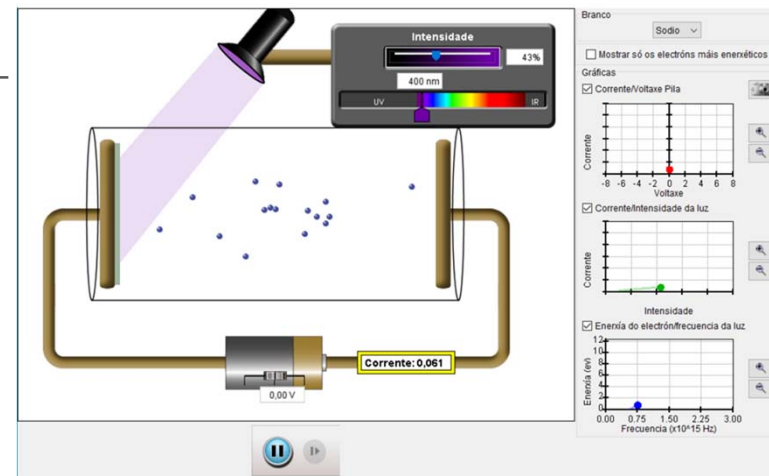 Intensidade
43%
400 nm
UV
IR
Corrente: 0,061
0,00 V
Branco
Sodio
Mostrar só os electróns máis enerxéticos
Gráficas
Corrente/Voltaxe Pila
Corrente
-8 -6 -4 -2 0 2 4 6 8
Voltaxe
Corrente/Intensidade da luz
Corrente
Intensidade
Enerxía do electrón/frecuencia da luz
Enerxía (ev)
12
10
8
6
4
2
0
0.00 0.75 1.50 2.25 3.00
Frecuencia (x10^15 Hz)